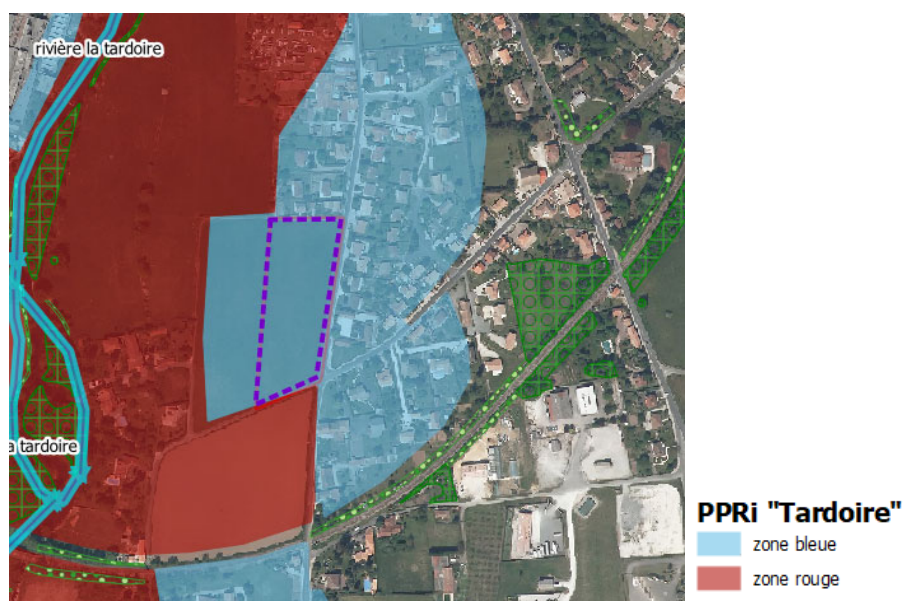 rivière la tardoire
a tardoire
PPRi "Tardoire"
zone bleue
zone rouge